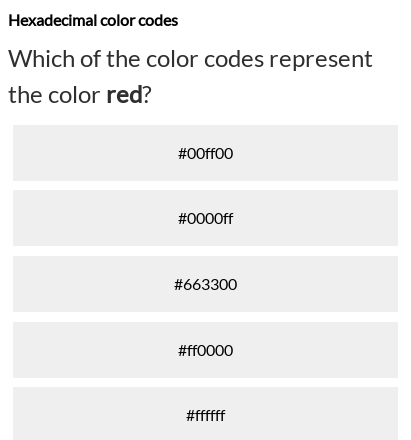 Hexadecimal color codes
Which of the color codes represent
the color red?
#00ff00
#0000ff
#663300
#ff0000
#ffffff